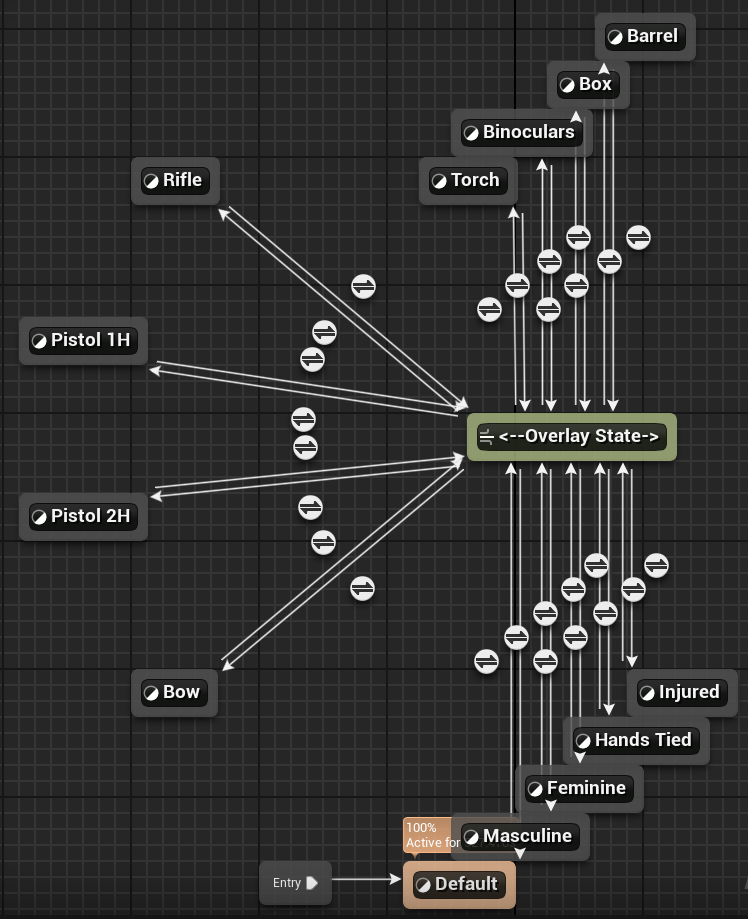 Barrel
Box
Binoculars
Rifle
Torch
Pistol 1H
<--Overlay State->
Pistol 2H
Bow
Injured
Hands Tied
Feminine
100%
Active for
Masculine
Entry
Default